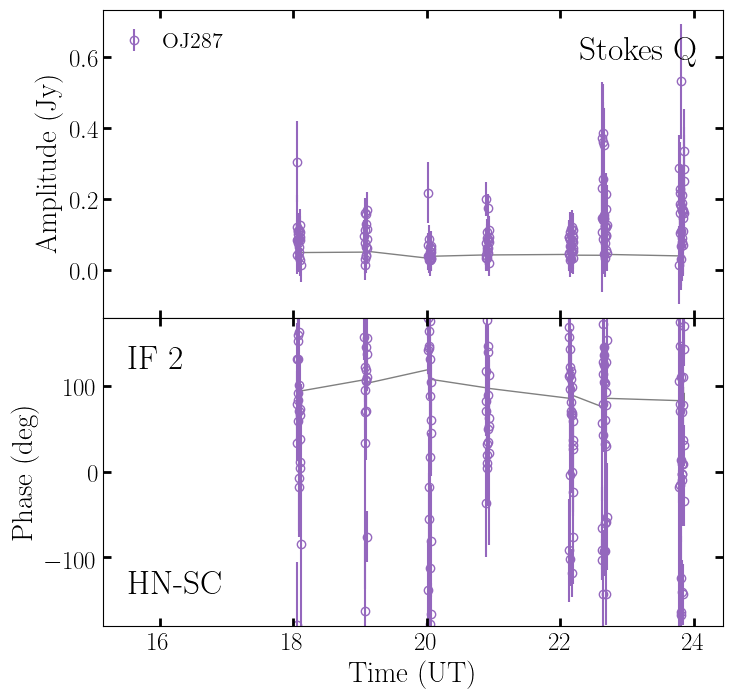 OJ287
Stokes Q
Amplitude (Jy)
0.6
0.4
0.2
0.0
IF 2
Phase (deg)
100
0
−100
HN-SC
16 18 20 22 24
Time (UT)